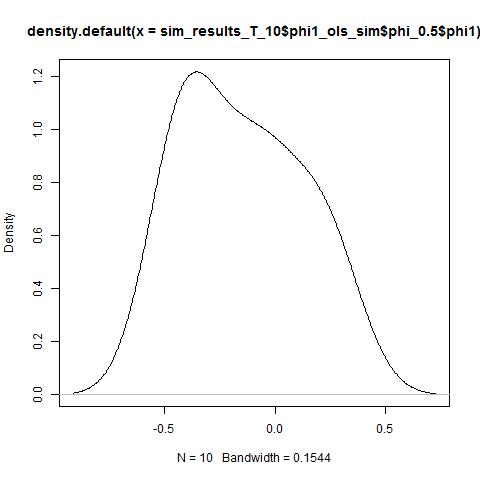 density.default(x = sim_results_T_10$phi1_ols_sim$phi_0.5$phi1)
Density
1.2
1.0
0.8
0.6
0.4
0.2
0.0
-0.5 0.0 0.5
N = 10 Bandwidth = 0.1544